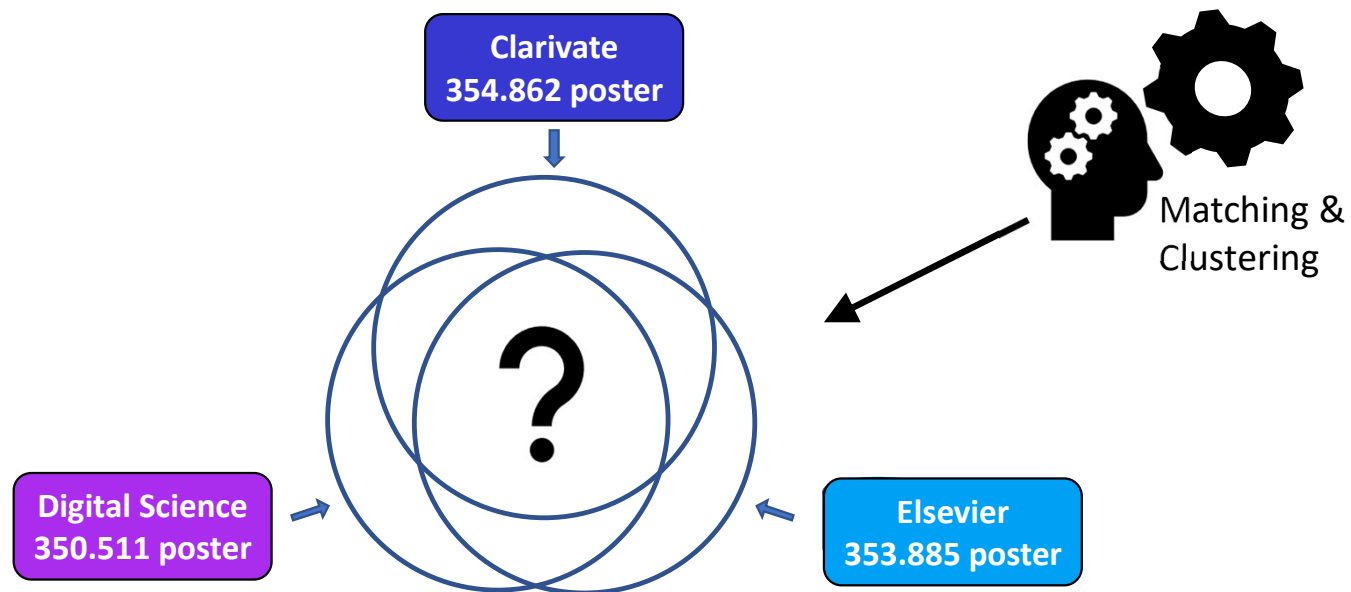 Clarivate
354.862 poster
Matching &
Clustering
?
Digital Science
350.511 poster
Elsevier
353.885 poster